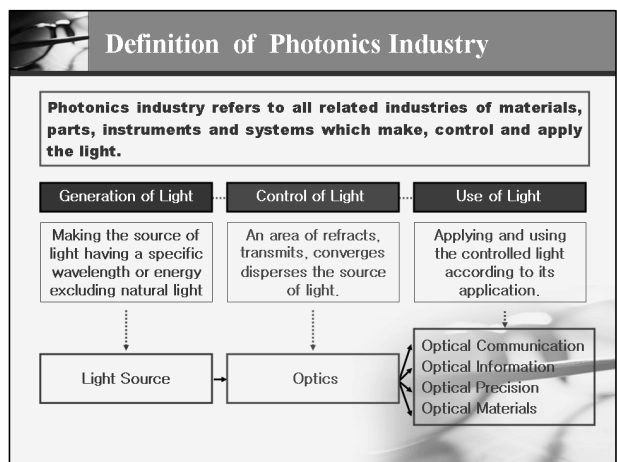 Definition of Photonics Industry
Photonics industry refers to all related industries of materials,
parts, instruments and systems which make, control and apply
the light.
Generation of Light
Control of Light
Use of Light
Making the source of
light having a specific
wavelength or energy
excluding natural light
An area of refracts,
transmits, converges
disperses the source
of light.
Applying and using
the controlled light
according to its
application.
Light Source
Optics
Optical Communication
Optical Information
Optical Precision
Optical Materials